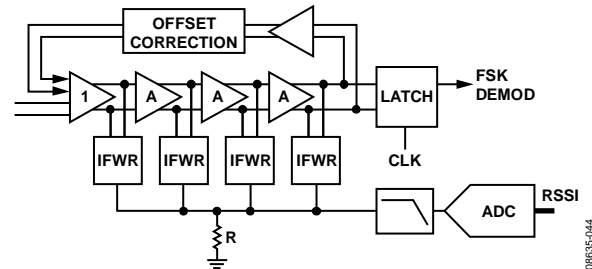 OFFSET
CORRECTION
1
A
A
A
LATCH
FSK
DEMOD
CLK
IFWR
IFWR
IFWR
IFWR
R
ADC
RSSI
08635-044